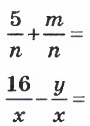 5/n + m/n =
16/x - y/x =